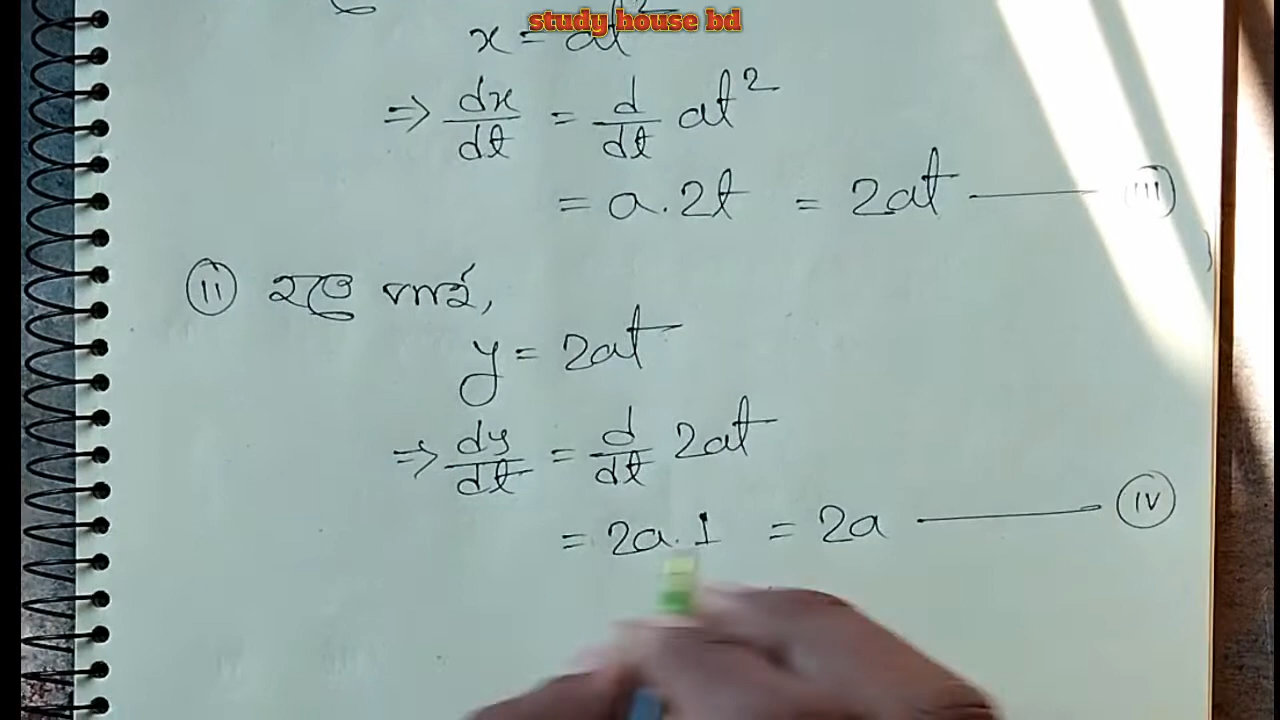 study house bd
x = at²
⇒ dx/dt = d/dt at²
= a.2t = 2at —— (III)
(II) হতে পাই,
y = 2at
⇒ dy/dt = d/dt 2at
= 2a.1 = 2a —— (IV)